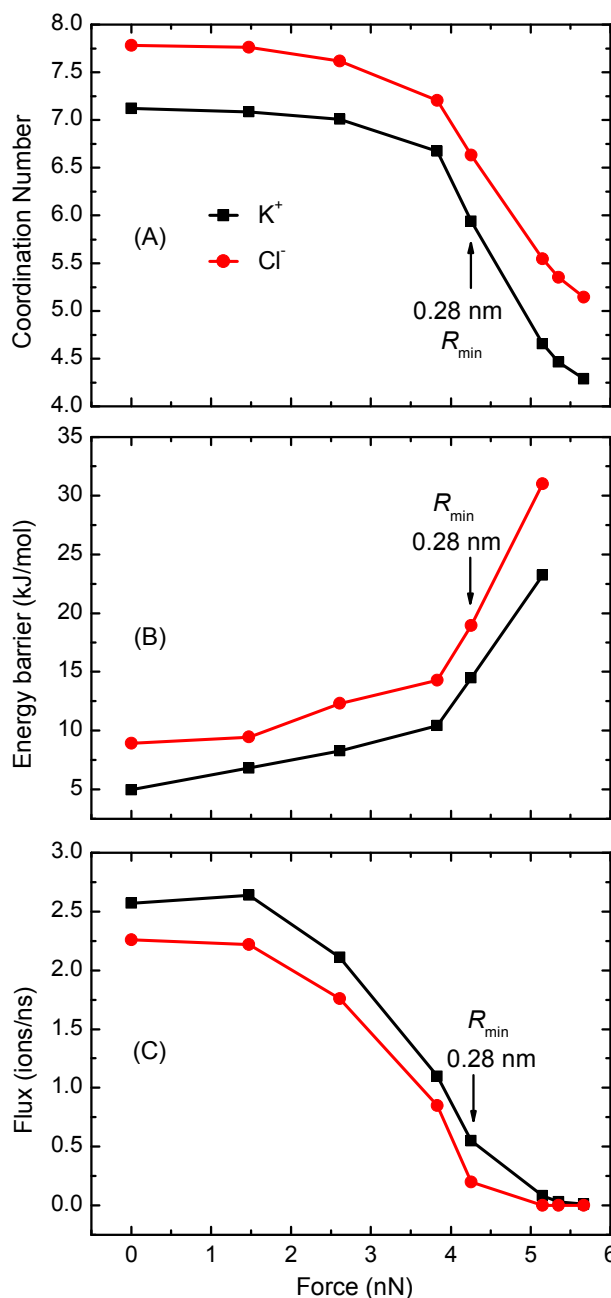 8.0
7.5
7.0
6.5
6.0
5.5
5.0
4.5
4.0
Coordination Number
K+
Cl-
(A)
0.28 nm
Rmin
35
30
25
20
15
10
5
Energy barrier (kJ/mol)
Rmin
0.28 nm
(B)
3.0
2.5
2.0
1.5
1.0
0.5
0.0
Flux (ions/ns)
Rmin
0.28 nm
(C)
0 1 2 3 4 5 6
Force (nN)